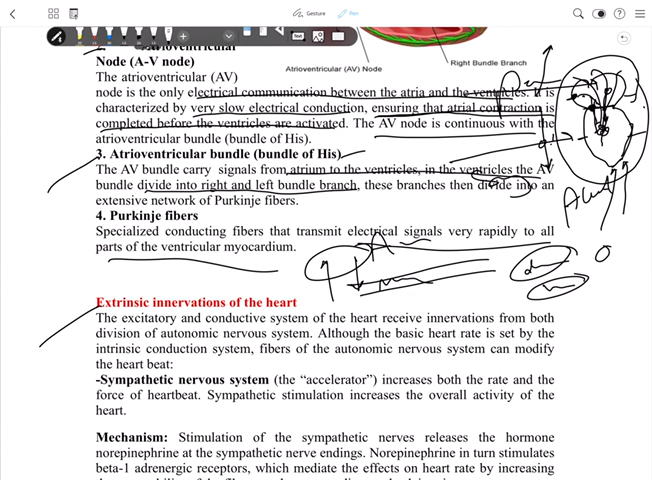 Gesture
Pen
Text
Right Bundle Branch
Atrioventricular (AV) Node
Node (A-V node)
The atrioventricular (AV)
node is the only electrical communication between the atria and the ventricles. It is
characterized by very slow electrical conduction, ensuring that atrial contraction is
completed before the ventricles are activated. The AV node is continuous with the
atrioventricular bundle (bundle of His).
3. Atrioventricular bundle (bundle of His)
The AV bundle carry signals from atrium to the ventricles, in the ventricles the AV
bundle divide into right and left bundle branch, these branches then divide into an
extensive network of Purkinje fibers.
4. Purkinje fibers
Specialized conducting fibers that transmit electrical signals very rapidly to all
parts of the ventricular myocardium.
Extrinsic innervations of the heart
The excitatory and conductive system of the heart receive innervations from both
division of autonomic nervous system. Although the basic heart rate is set by the
intrinsic conduction system, fibers of the autonomic nervous system can modify
the heart beat:
-Sympathetic nervous system (the “accelerator”) increases both the rate and the
force of heartbeat. Sympathetic stimulation increases the overall activity of the
heart.
Mechanism: Stimulation of the sympathetic nerves releases the hormone
norepinephrine at the sympathetic nerve endings. Norepinephrine in turn stimulates
beta-1 adrenergic receptors, which mediate the effects on heart rate by increasing